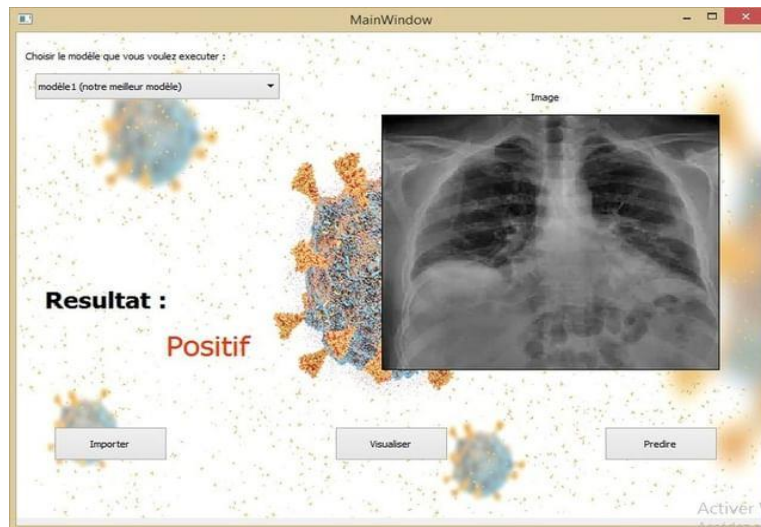 MainWindow
Choisir le modèle que vous voulez executer :
modèle1 (notre meilleur modèle)
Image
Resultat :
Positif
Importer
Visualiser
Predire
Activer